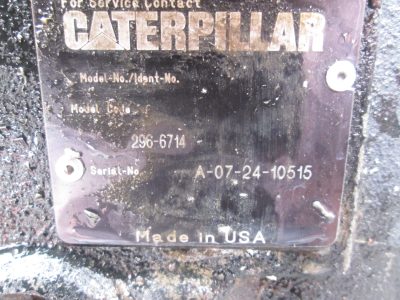 For Service Contact
CATERPILLAR
Model-No./Ident-No.
Model Code
296-6714
Serial-No. A-07-24-10515
Made in USA